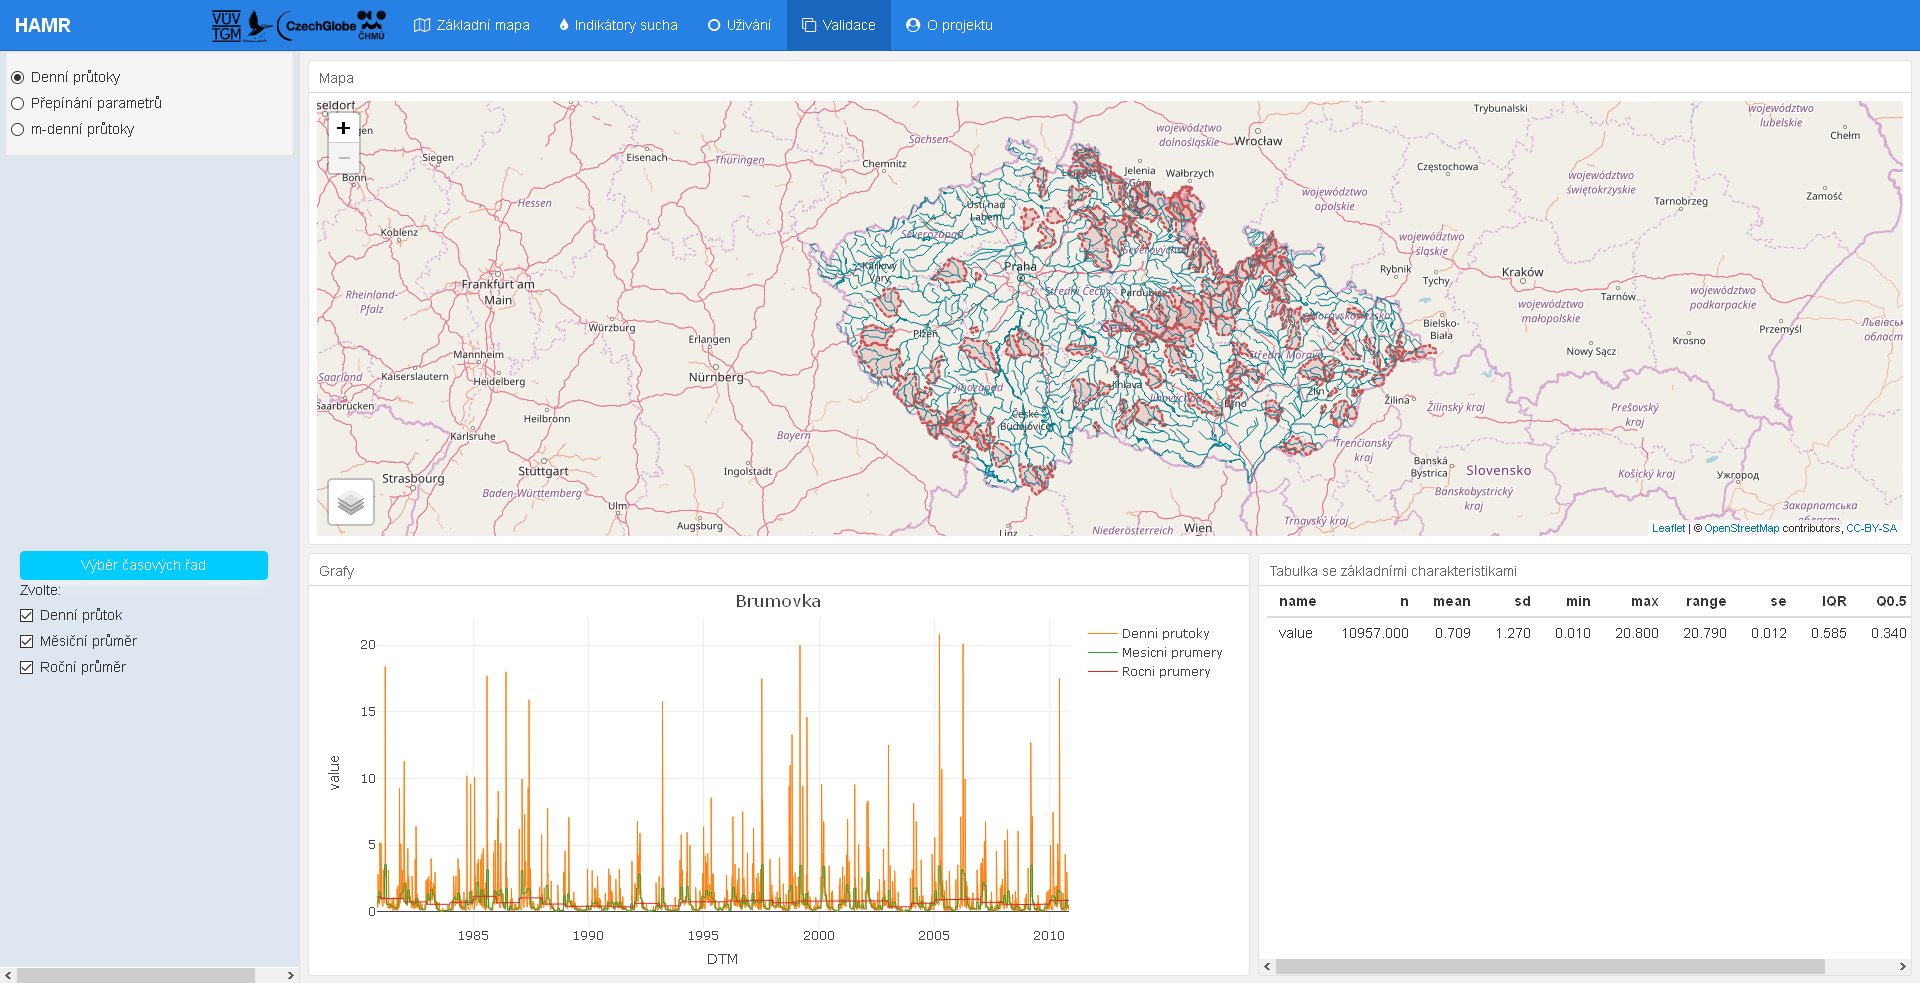 HAMR
VÚV TGM
CzechGlobe
ČHMÚ
Základní mapa
Indikátory sucha
Užívání
Validace
O projektu
Denní průtoky
Přepínání parametrů
m-denní průtoky
Výběr časových řad
Zvolte:
Denní průtok
Měsíční průměr
Roční průměr
Mapa
+
−
seldorf
Siegen
Bonn
Eisenach
Thüringen
Sachsen
Chemnitz
Hessen
Koblenz
Frankfurt am
Main
Rheinland-
Pfalz
Würzburg
Mannheim
Erlangen
Saarland
Kaiserslautern
Heidelberg
Nürnberg
Saarbrücken
Heilbronn
Karlsruhe
Bayern
Stuttgart
Ingolstadt
Strasbourg
Baden-Württemberg
Ulm
Augsburg
Linz
Niederösterreich
Wien
Ústí nad
Labem
Severozápad
Karlovy
Vary
Praha
Střední Čechy
Pardubice
Plzeň
Česko
Jihozápad
České
Budějovice
Jihlava
Jihovýchod
Brno
Zlín
Střední Morava
Moravskoslezsko
Severovýchod
Jelenia
Góra
Wałbrzych
województwo
dolnośląskie
Wrocław
Trybunalski
województwo
lubelskie
Chełm
Częstochowa
województwo
opolskie
województwo
świętokrzyskie
Tarnobrzeg
Zamość
województwo
śląskie
Rybnik
Tychy
Kraków
Tarnów
województwo
małopolskie
województwo
podkarpackie
Bielsko-
Biała
Przemyśl
Krosno
Nowy Sącz
Львівська
област
Žilina
Žilinský kraj
Prešovský
kraj
Trenčiansky
kraj
Banská
Bystrica
Slovensko
Banskobystrický
kraj
Košický kraj
Ужгород
Закарпатська
область
Trnavský kraj
Leaflet | © OpenStreetMap contributors, CC-BY-SA
Grafy
Brumovka
20
15
10
5
0
value
1985
1990
1995
2000
2005
2010
DTM
Denni prutoky
Mesicni prumery
Rocni prumery
Tabulka se základními charakteristikami
name n mean sd min max range se IQR Q0.5
value 10957.000 0.709 1.270 0.010 20.800 20.790 0.012 0.585 0.340